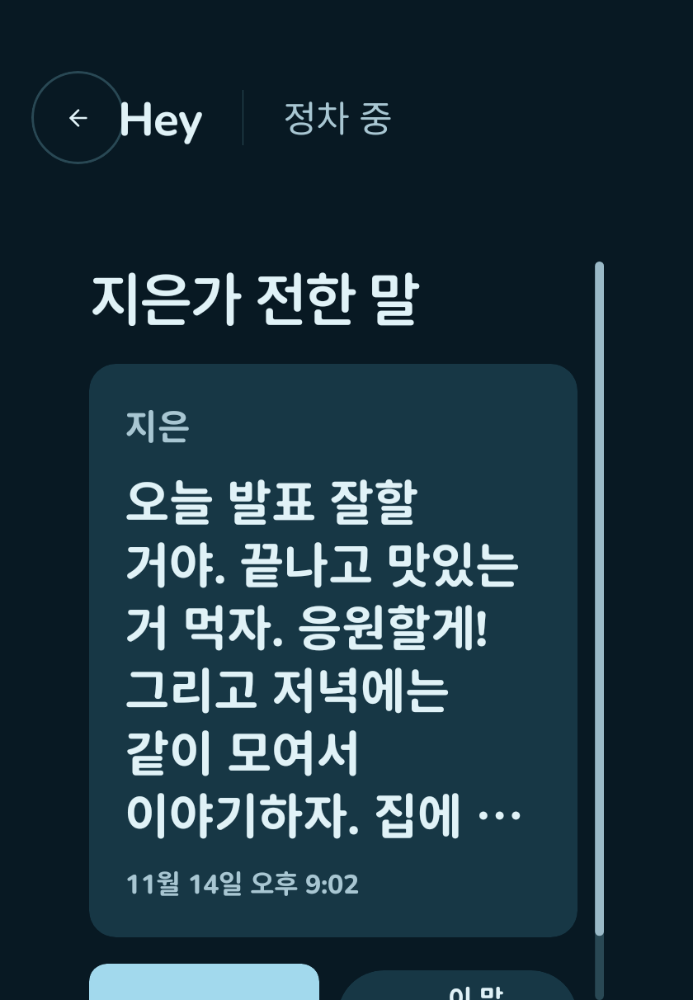 Hey
정차 중
지은가 전한 말
지은
오늘 발표 잘할
거야. 끝나고 맛있는
거 먹자. 응원할게!
그리고 저녁에는
같이 모여서
이야기하자. 집에 …
11월 14일 오후 9:02
이 말